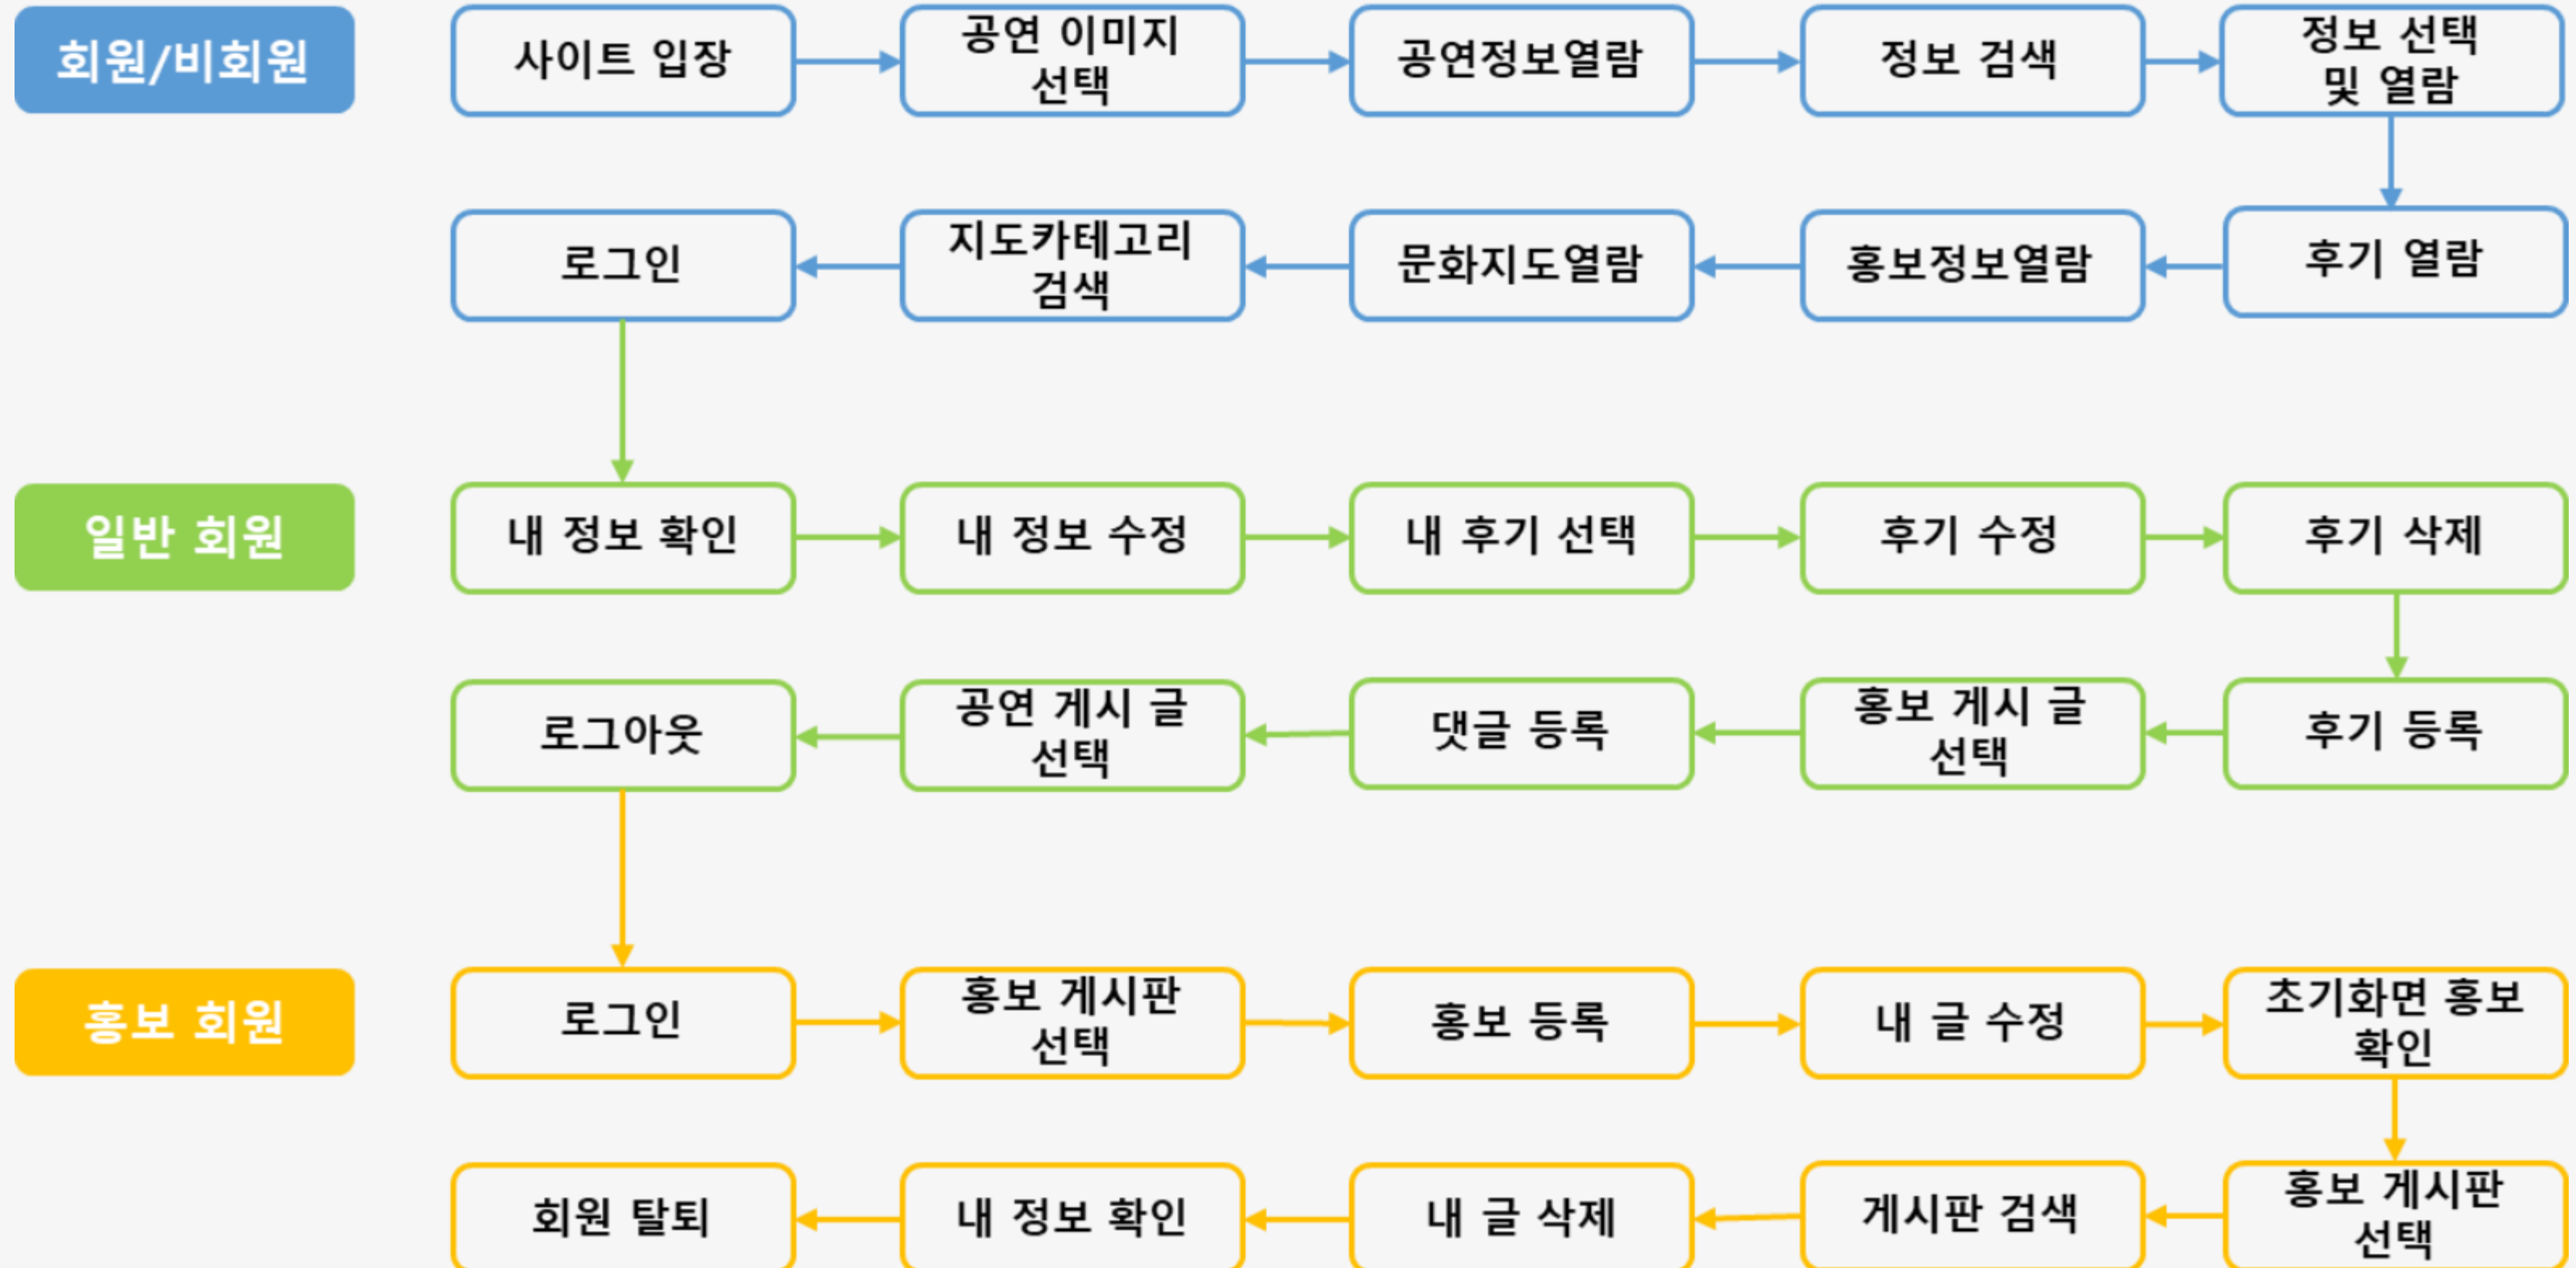 회원/비회원
사이트 입장
공연 이미지
선택
공연정보열람
정보 검색
정보 선택
및 열람
로그인
지도카테고리
검색
문화지도열람
홍보정보열람
후기 열람
일반 회원
내 정보 확인
내 정보 수정
내 후기 선택
후기 수정
후기 삭제
로그아웃
공연 게시 글
선택
댓글 등록
홍보 게시 글
선택
후기 등록
홍보 회원
로그인
홍보 게시판
선택
홍보 등록
내 글 수정
초기화면 홍보
확인
회원 탈퇴
내 정보 확인
내 글 삭제
게시판 검색
홍보 게시판
선택